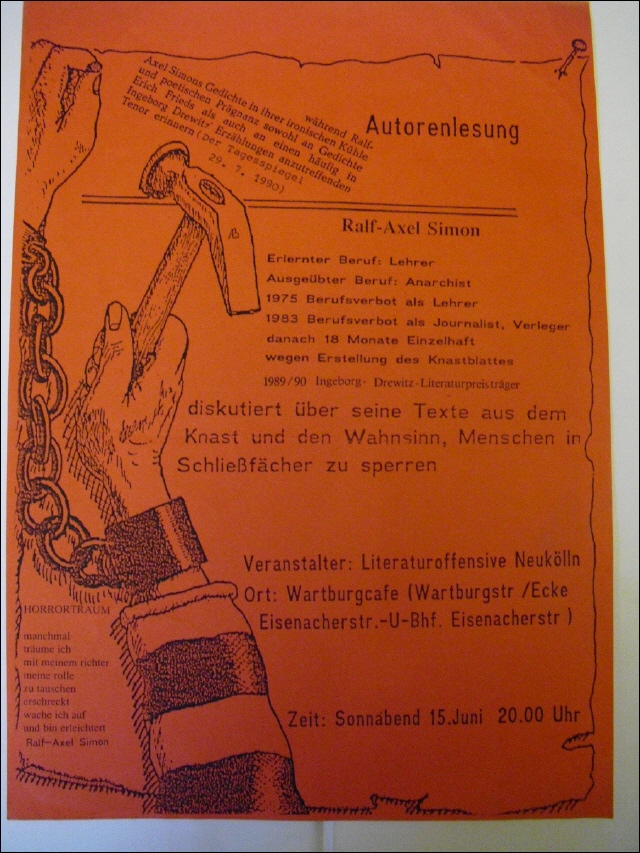 während Ralf-
Axel Simons Gedichte in ihrer ironischen Kühle
und poetischen Prägnanz sowohl an Gedichte
Erich Frieds als auch an einen häufig in
Ingeborg Drewitz' Erzählungen anzutreffenden
Tenor erinnern (Der Tagesspiegel
29. 7. 1990)
Autorenlesung
Ralf-Axel Simon
Erlernter Beruf: Lehrer
Ausgeübter Beruf: Anarchist
1975 Berufsverbot als Lehrer
1983 Berufsverbot als Journalist, Verleger
danach 18 Monate Einzelhaft
wegen Erstellung des Knastblattes
1989/90 Ingeborg- Drewitz-Literaturpreisträger
diskutiert über seine Texte aus dem
Knast und den Wahnsinn, Menschen in
Schließfächer zu sperren
Veranstalter: Literaturoffensive Neukölln
Ort: Wartburgcafe (Wartburgstr /Ecke
Eisenacherstr.-U-Bhf. Eisenacherstr )
Zeit: Sonnabend 15.Juni 20.00 Uhr
HORRORTRAUM
manchmal
träume ich
mit meinem richter
meine rolle
zu tauschen
erschreckt
wache ich auf
und bin erleichtert
Ralf-Axel Simon